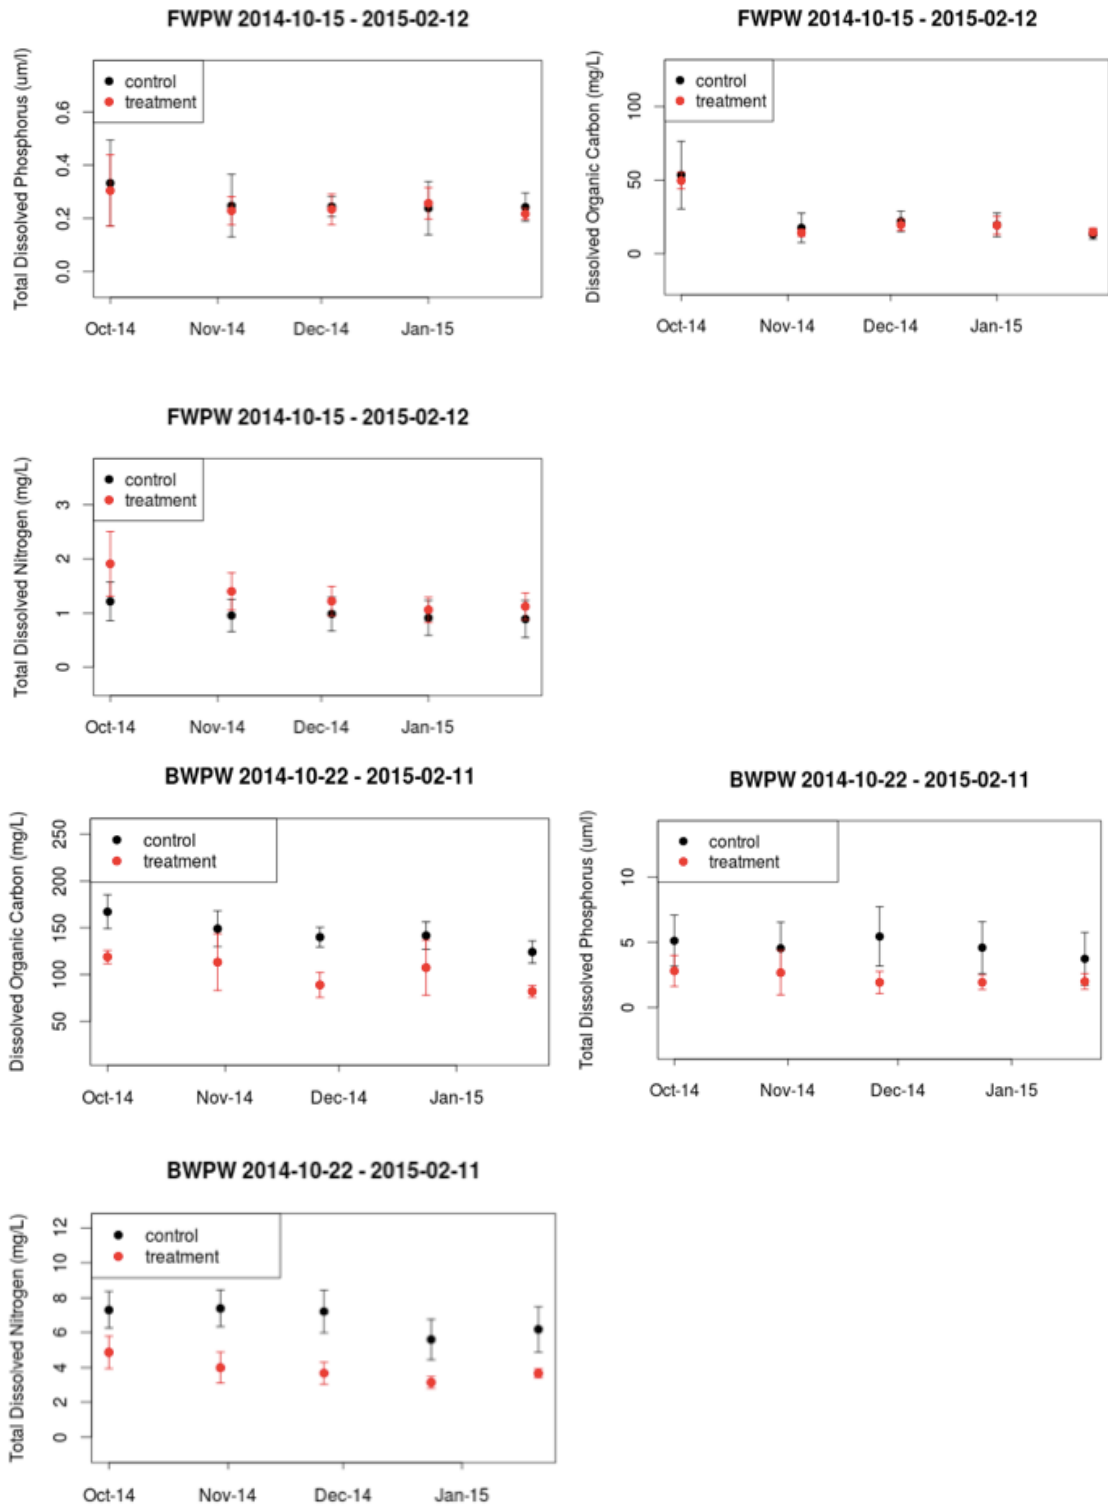 FWPW 2014-10-15 - 2015-02-12
Total Dissolved Phosphorus (um/l)
control
treatment
0.6
0.4
0.2
0.0
Oct-14 Nov-14 Dec-14 Jan-15
FWPW 2014-10-15 - 2015-02-12
Dissolved Organic Carbon (mg/L)
control
treatment
100
50
0
Oct-14 Nov-14 Dec-14 Jan-15
FWPW 2014-10-15 - 2015-02-12
Total Dissolved Nitrogen (mg/L)
control
treatment
3
2
1
0
Oct-14 Nov-14 Dec-14 Jan-15
BWPW 2014-10-22 - 2015-02-11
Dissolved Organic Carbon (mg/L)
control
treatment
250
200
150
100
50
Oct-14 Nov-14 Dec-14 Jan-15
BWPW 2014-10-22 - 2015-02-11
Total Dissolved Phosphorus (um/l)
control
treatment
10
5
0
Oct-14 Nov-14 Dec-14 Jan-15
BWPW 2014-10-22 - 2015-02-11
Total Dissolved Nitrogen (mg/L)
control
treatment
12
10
8
6
4
2
0
Oct-14 Nov-14 Dec-14 Jan-15